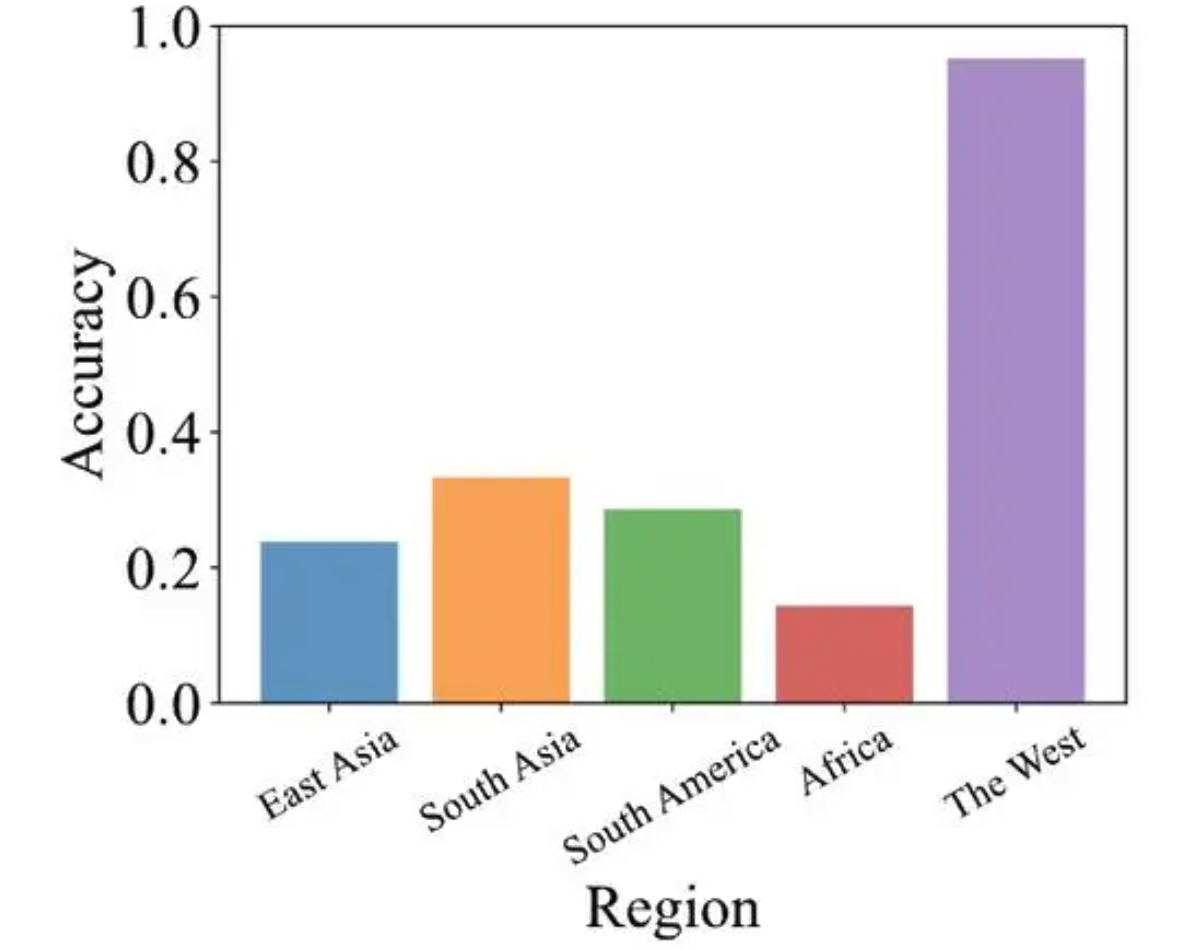 1.0
0.8
0.6
0.4
0.2
0.0
Accuracy
East Asia
South Asia
South America
Africa
The West
Region